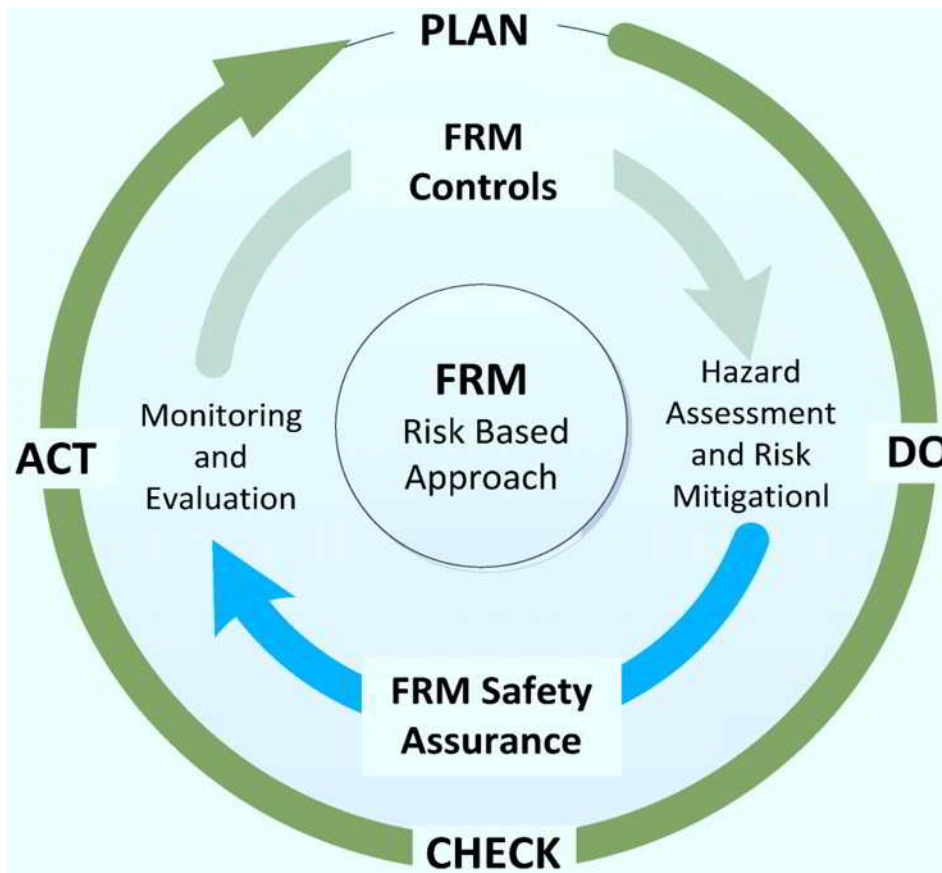 PLAN
FRM
Controls
FRM
Risk Based
Approach
Hazard
Assessment
and Risk
Mitigationl
Monitoring
and
Evaluation
ACT
DO
FRM Safety
Assurance
CHECK